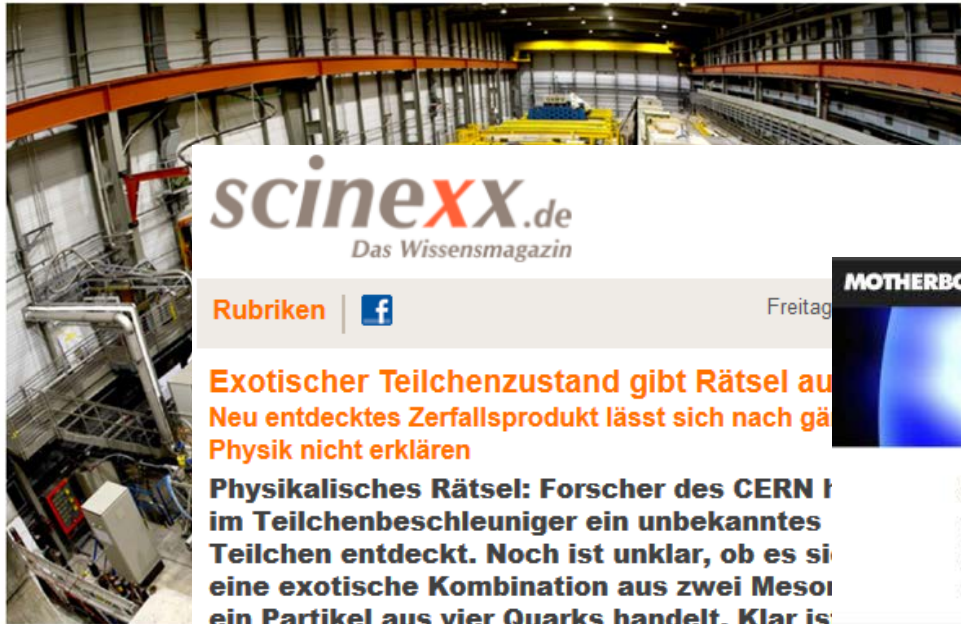 scinexx.de
Das Wissensmagazin
Rubriken
Freitag
MOTHERBO
Exotischer Teilchenzustand gibt Rätsel au
Neu entdecktes Zerfallsprodukt lässt sich nach gä
Physik nicht erklären
Physikalisches Rätsel: Forscher des CERN h
im Teilchenbeschleuniger ein unbekanntes
Teilchen entdeckt. Noch ist unklar, ob es si
eine exotische Kombination aus zwei Meso
ein Partikel aus vier Quarks handelt. Klar is